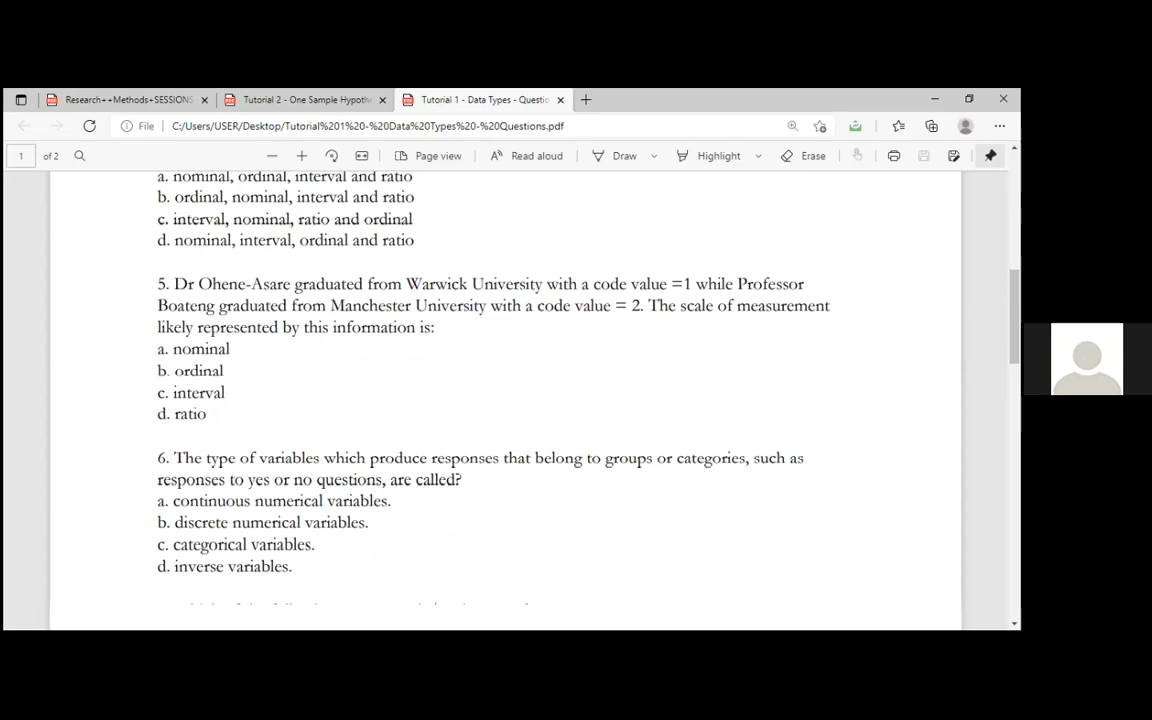 Research++Methods+SESSIONS
Tutorial 2 - One Sample Hypoth
Tutorial 1 - Data Types - Questio
File
C:/Users/USER/Desktop/Tutorial%201%20-%20Data%20Types%20-%20Questions.pdf
1 of 2
Page view
Read aloud
Draw
Highlight
Erase
a. nominal, ordinal, interval and ratio
b. ordinal, nominal, interval and ratio
c. interval, nominal, ratio and ordinal
d. nominal, interval, ordinal and ratio
5. Dr Ohene-Asare graduated from Warwick University with a code value =1 while Professor
Boateng graduated from Manchester University with a code value = 2. The scale of measurement
likely represented by this information is:
a. nominal
b. ordinal
c. interval
d. ratio
6. The type of variables which produce responses that belong to groups or categories, such as
responses to yes or no questions, are called?
a. continuous numerical variables.
b. discrete numerical variables.
c. categorical variables.
d. inverse variables.